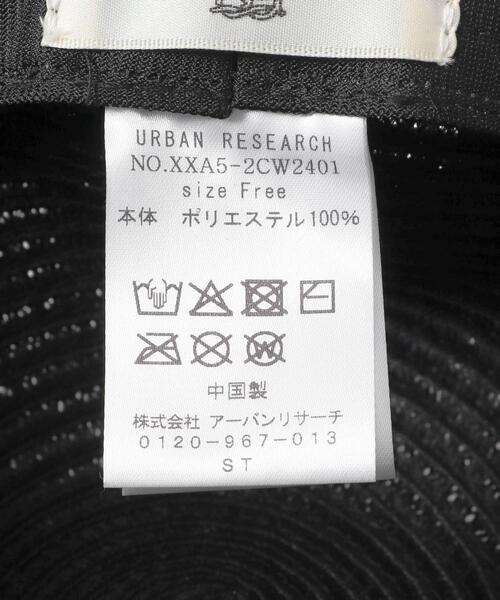 URBAN RESEARCH
NO.XXA5-2CW2401
size Free
本体 ポリエステル100%
中国製
株式会社 アーバンリサーチ
0120-967-013
ST